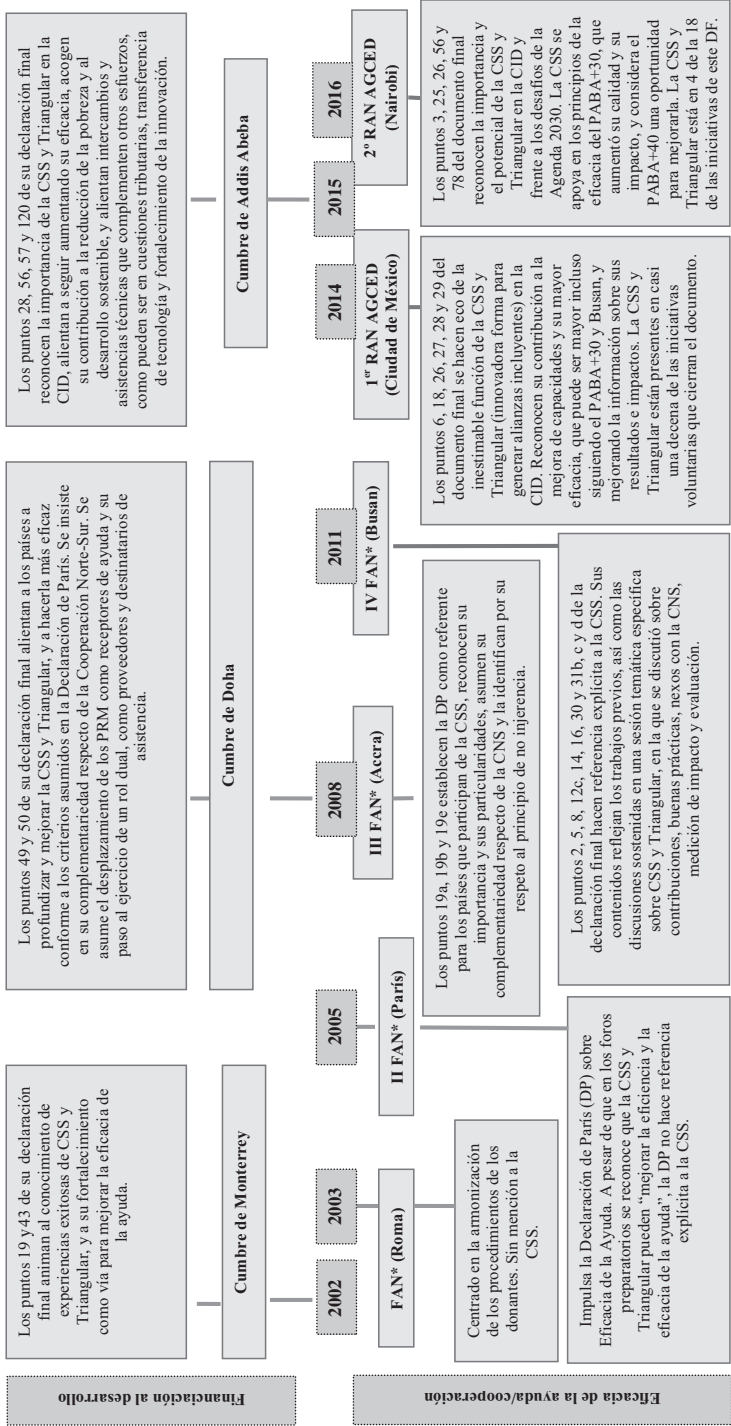 Financiación al desarrollo
Los puntos 19 y43 de su declaración
final animan al conocimiento de
experiencias exitosas de CSS y
Triangular, y a su fortalecimiento
como vía para mejorar la eficacia de
la ayuda.
Cumbre de Monterrey
Los puntos 49 y 50 de su declaración final alientan a los países a
profundizar y mejorar la CSS y Triangular, y a hacerla más eficaz
conforme a los criterios asumidos en la Declaración de París. Se insiste
en su complementariedad respecto de la Cooperación Norte-Sur. Se
asume el desplazamiento de los PRM como receptores de ayuda y su
paso al ejercicio de un rol dual, como proveedores y destinatarios de
asistencia.
Cumbre de Doha
Los puntos 28, 56, 57 y 120 de su declaración final
reconocen la importancia de la CSS y Triangular en la
CID, alientan a seguir aumentando su eficacia, acogen
su contribución a la reducción de la pobreza y al
desarrollo sostenible, y alientan intercambios y
asistencias técnicas que complementen otros esfuerzos,
como pueden ser en cuestiones tributarias, transferencia
de tecnología y fortalecimiento de la innovación.
Cumbre de Addis Abeba
2002
2003
2005
2008
2011
2014
2015
2016
Eficacia de la ayuda/cooperación
FAN* (Roma)
Centrado en la armonización
de los procedimientos de los
donantes. Sin mención a la
CSS.
II FAN* (París)
Impulsa la Declaración de París (DP) sobre
Eficacia de la Ayuda. A pesar de que en los foros
preparatorios se reconoce que la CSS y
Triangular pueden “mejorar la eficiencia y la
eficacia de la ayuda”, la DP no hace referencia
explícita a la CSS.
III FAN* (Accra)
Los puntos 19a, 19b y 19e establecen la DP como referente
para los países que participan de la CSS, reconocen su
importancia y sus particularidades, asumen su
complementariedad respecto de la CNS y la identifican por su
respeto al principio de no injerencia.
IV FAN* (Busan)
Los puntos 2, 5, 8, 12c, 14, 16, 30 y 31b, c y d de la
declaración final hacen referencia explícita a la CSS. Sus
contenidos reflejan los trabajos previos, así como las
discusiones sostenidas en una sesión temática específica
sobre CSS y Triangular, en la que se discutió sobre
contribuciones, buenas prácticas, nexos con la CNS,
medición de impacto y evaluación.
1ª RAN AGCED
(Ciudad de México)
Los puntos 6, 18, 26, 27, 28 y 29 del
documento final se hacen eco de la
inestimable función de la CSS y
Triangular (innovadora forma para
generar alianzas incluyentes) en la
CID. Reconocen su contribución a la
mejora de capacidades y su mayor
eficacia, que puede ser mayor incluso
siguiendo el PABA+30 y Busan, y
mejorando la información sobre sus
resultados e impactos. La CSS y
Triangular están presentes en casi
una decena de las iniciativas
voluntarias que cierran el documento.
2º RAN AGCED
(Nairobi)
Los puntos 3, 25, 26, 56 y
78 del documento final
reconocen la importancia y
el potencial de la CSS y
Triangular en la CID y
frente a los desafíos de la
Agenda 2030. La CSS se
apoya en los principios de la
eficacia del PABA+30, que
aumentó su calidad y su
impacto, y considera el
PABA+40 una oportunidad
para mejorarla. La CSS y
Triangular está en 4 de la 18
de las iniciativas de este DF.